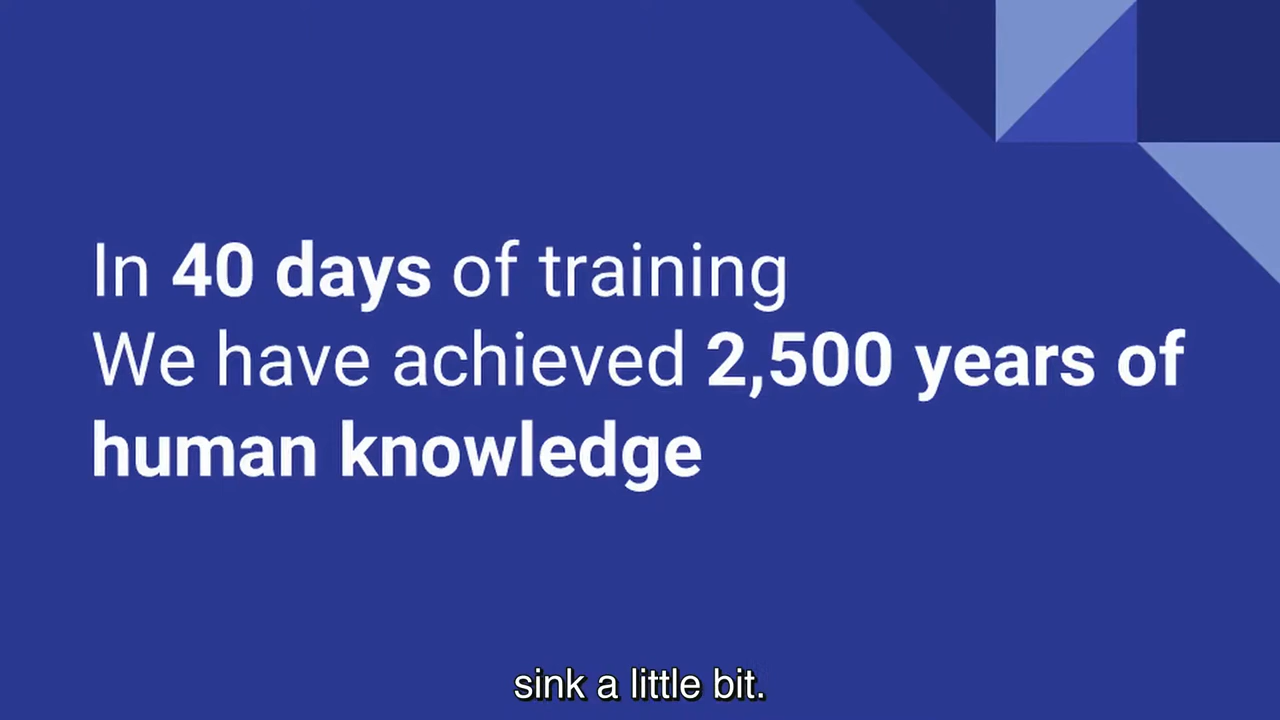 In 40 days of training
We have achieved 2,500 years of
human knowledge
sink a little bit.